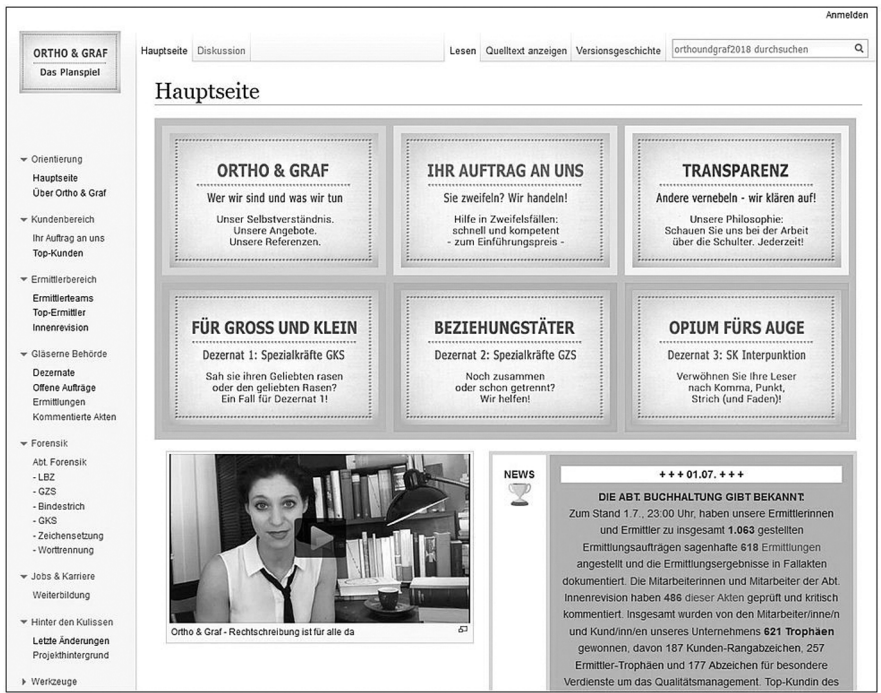 Anmelden
ORTHO & GRAF
Das Planspiel
Hauptseite Diskussion
Lesen Quelltext anzeigen Versionsgeschichte orthoundgraf2018 durchsuchen
Hauptseite
Orientierung
Hauptseite
Über Ortho & Graf
Kundenbereich
Ihr Auftrag an uns
Top-Kunden
Ermittlerbereich
Ermittlerteams
Top-Ermittler
Innenrevision
Gläserne Behörde
Dezernate
Offene Aufträge
Ermittlungen
Kommentierte Akten
Forensik
Abt. Forensik
- LBZ
- GZS
- Bindestrich
- GKS
- Zeichensetzung
- Worttrennung
Jobs & Karriere
Weiterbildung
Hinter den Kulissen
Letzte Änderungen
Projekthintergrund
Werkzeuge
ORTHO & GRAF
Wer wir sind und was wir tun
Unser Selbstverständnis.
Unsere Angebote.
Unsere Referenzen.
IHR AUFTRAG AN UNS
Sie zweifeln? Wir handeln!
Hilfe in Zweifelsfällen:
schnell und kompetent
- zum Einführungspreis -
TRANSPARENZ
Andere vernebeln - wir klären auf!
Unsere Philosophie:
Schauen Sie uns bei der Arbeit
über die Schulter. Jederzeit!
FÜR GROSS UND KLEIN
Dezernat 1: Spezialkräfte GKS
Sah sie ihren Geliebten rasen
oder den geliebten Rasen?
Ein Fall für Dezernat 1!
BEZIEHUNGSTÄTER
Dezernat 2: Spezialkräfte GZS
Noch zusammen
oder schon getrennt?
Wir helfen!
OPIUM FÜRS AUGE
Dezernat 3: SK Interpunktion
Verwöhnen Sie Ihre Leser
nach Komma, Punkt,
Strich (und Faden)!
Ortho & Graf - Rechtschreibung ist für alle da
NEWS
+ + + 01.07. + + +
DIE ABT. BUCHHALTUNG GIBT BEKANNT:
Zum Stand 1.7., 23:00 Uhr, haben unsere Ermittlerinnen
und Ermittler zu insgesamt 1.063 gestellten
Ermittlungsaufträgen sagenhafte 618 Ermittlungen
angestellt und die Ermittlungsergebnisse in Fallakten
dokumentiert. Die Mitarbeiterinnen und Mitarbeiter der Abt.
Innenrevision haben 486 dieser Akten geprüft und kritisch
kommentiert. Insgesamt wurden von den Mitarbeiter/inne/n
und Kund/inn/en unseres Unternehmens 621 Trophäen
gewonnen, davon 187 Kunden-Rangabzeichen, 257
Ermittler-Trophäen und 177 Abzeichen für besondere
Verdienste um das Qualitätsmanagement. Top-Kundin des